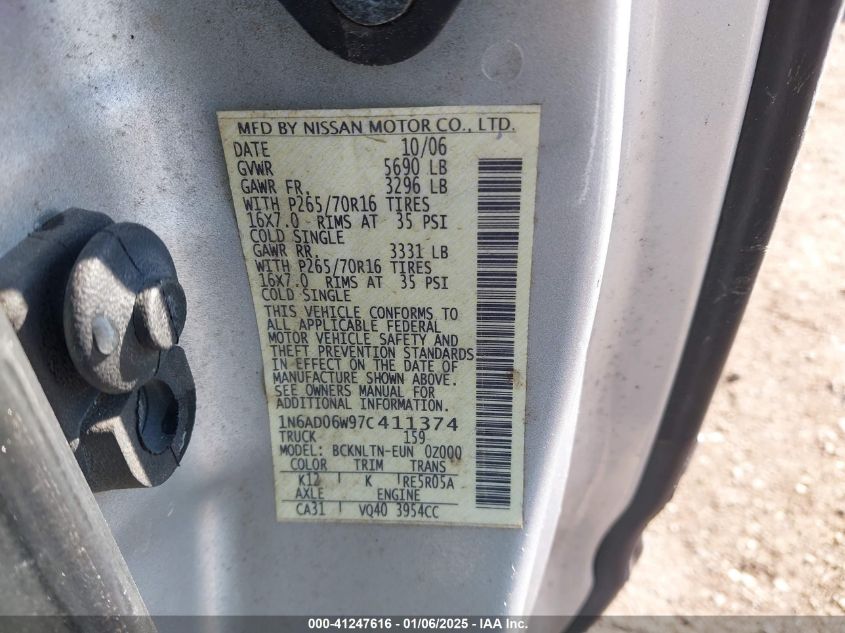 MFD BY NISSAN MOTOR CO., LTD.
DATE 10/06
GVWR 5690 LB
GAWR FR. 3296 LB
WITH P265/70R16 TIRES
16X7.0 RIMS AT 35 PSI
COLD SINGLE
GAWR RR. 3331 LB
WITH P265/70R16 TIRES
16X7.0 RIMS AT 35 PSI
COLD SINGLE
THIS VEHICLE CONFORMS TO
ALL APPLICABLE FEDERAL
MOTOR VEHICLE SAFETY AND
THEFT PREVENTION STANDARDS
IN EFFECT ON THE DATE OF
MANUFACTURE SHOWN ABOVE.
SEE OWNERS MANUAL FOR
ADDITIONAL INFORMATION.
1N6AD06W97C411374
TRUCK 159
MODEL: BCKNLTN-EUN 0Z000
COLOR TRIM TRANS
K12 K RE5R05A
AXLE ENGINE
CA31 VQ40 3954CC
000-41247616 - 01/06/2025 - IAA Inc.